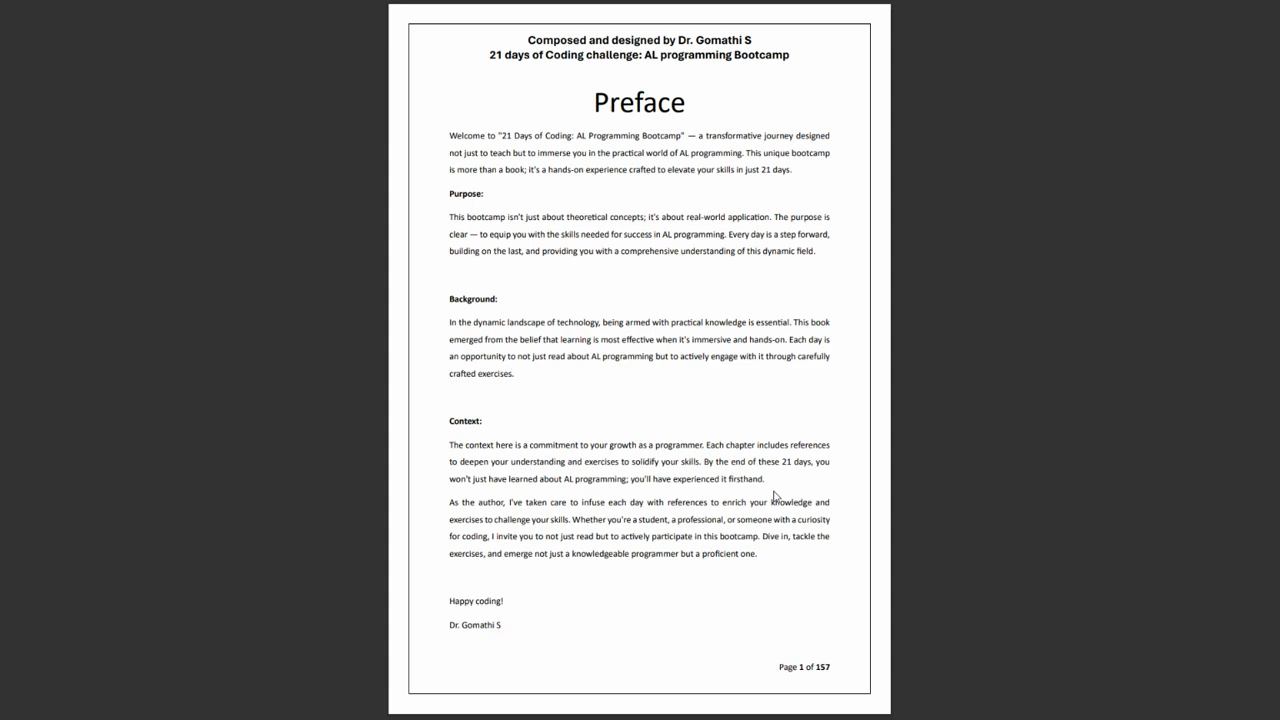 Composed and designed by Dr. Gomathi S
21 days of Coding challenge: AL programming Bootcamp
Preface
Welcome to "21 Days of Coding: AL Programming Bootcamp" — a transformative journey designed
not just to teach but to immerse you in the practical world of AL programming. This unique bootcamp
is more than a book; it's a hands-on experience crafted to elevate your skills in just 21 days.
Purpose:
This bootcamp isn't just about theoretical concepts; it's about real-world application. The purpose is
clear — to equip you with the skills needed for success in AL programming. Every day is a step forward,
building on the last, and providing you with a comprehensive understanding of this dynamic field.
Background:
In the dynamic landscape of technology, being armed with practical knowledge is essential. This book
emerged from the belief that learning is most effective when it's immersive and hands-on. Each day is
an opportunity to not just read about AL programming but to actively engage with it through carefully
crafted exercises.
Context:
The context here is a commitment to your growth as a programmer. Each chapter includes references
to deepen your understanding and exercises to solidify your skills. By the end of these 21 days, you
won't just have learned about AL programming; you'll have experienced it firsthand.
As the author, I've taken care to infuse each day with references to enrich your knowledge and
exercises to challenge your skills. Whether you're a student, a professional, or someone with a curiosity
for coding, I invite you to not just read but to actively participate in this bootcamp. Dive in, tackle the
exercises, and emerge not just a knowledgeable programmer but a proficient one.
Happy coding!
Dr. Gomathi S
Page 1 of 157